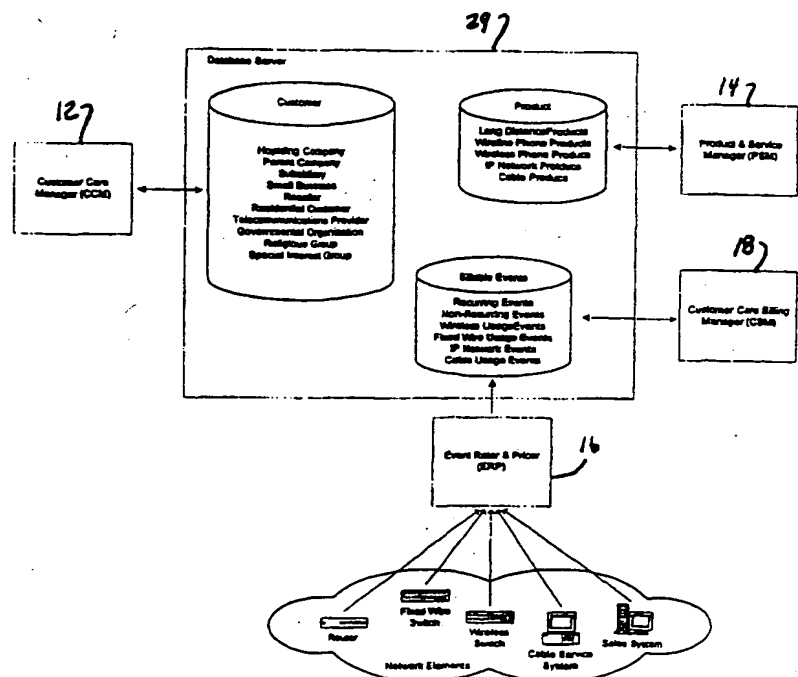 29
Database Server
12
14
Customer
Product
Long Distance Products
Wireline Phone Products
Wireless Phone Products
IP Network Products
Cable Products
Product & Service
Manager (PSM)
Customer Care
Manager (CCM)
Parent Company
Subsidiary
Small Business
Reseller
Residential Customer
Telecommunications Provider
Governmental Organization
Religious Group
Special Interest Group
18
Billable Events
Recurring Events
Non-Recurring Events
Wireless UsageEvents
Fixed Wire Usage Events
IP Network Events
Cable Usage Events
Customer Care Billing
Manager (CBM)
Event Rater & Pricer
(ERP)
16
Router
Fixed Wire
Switch
Wireless
Switch
Cable Service
System
Sales System
Network Elements